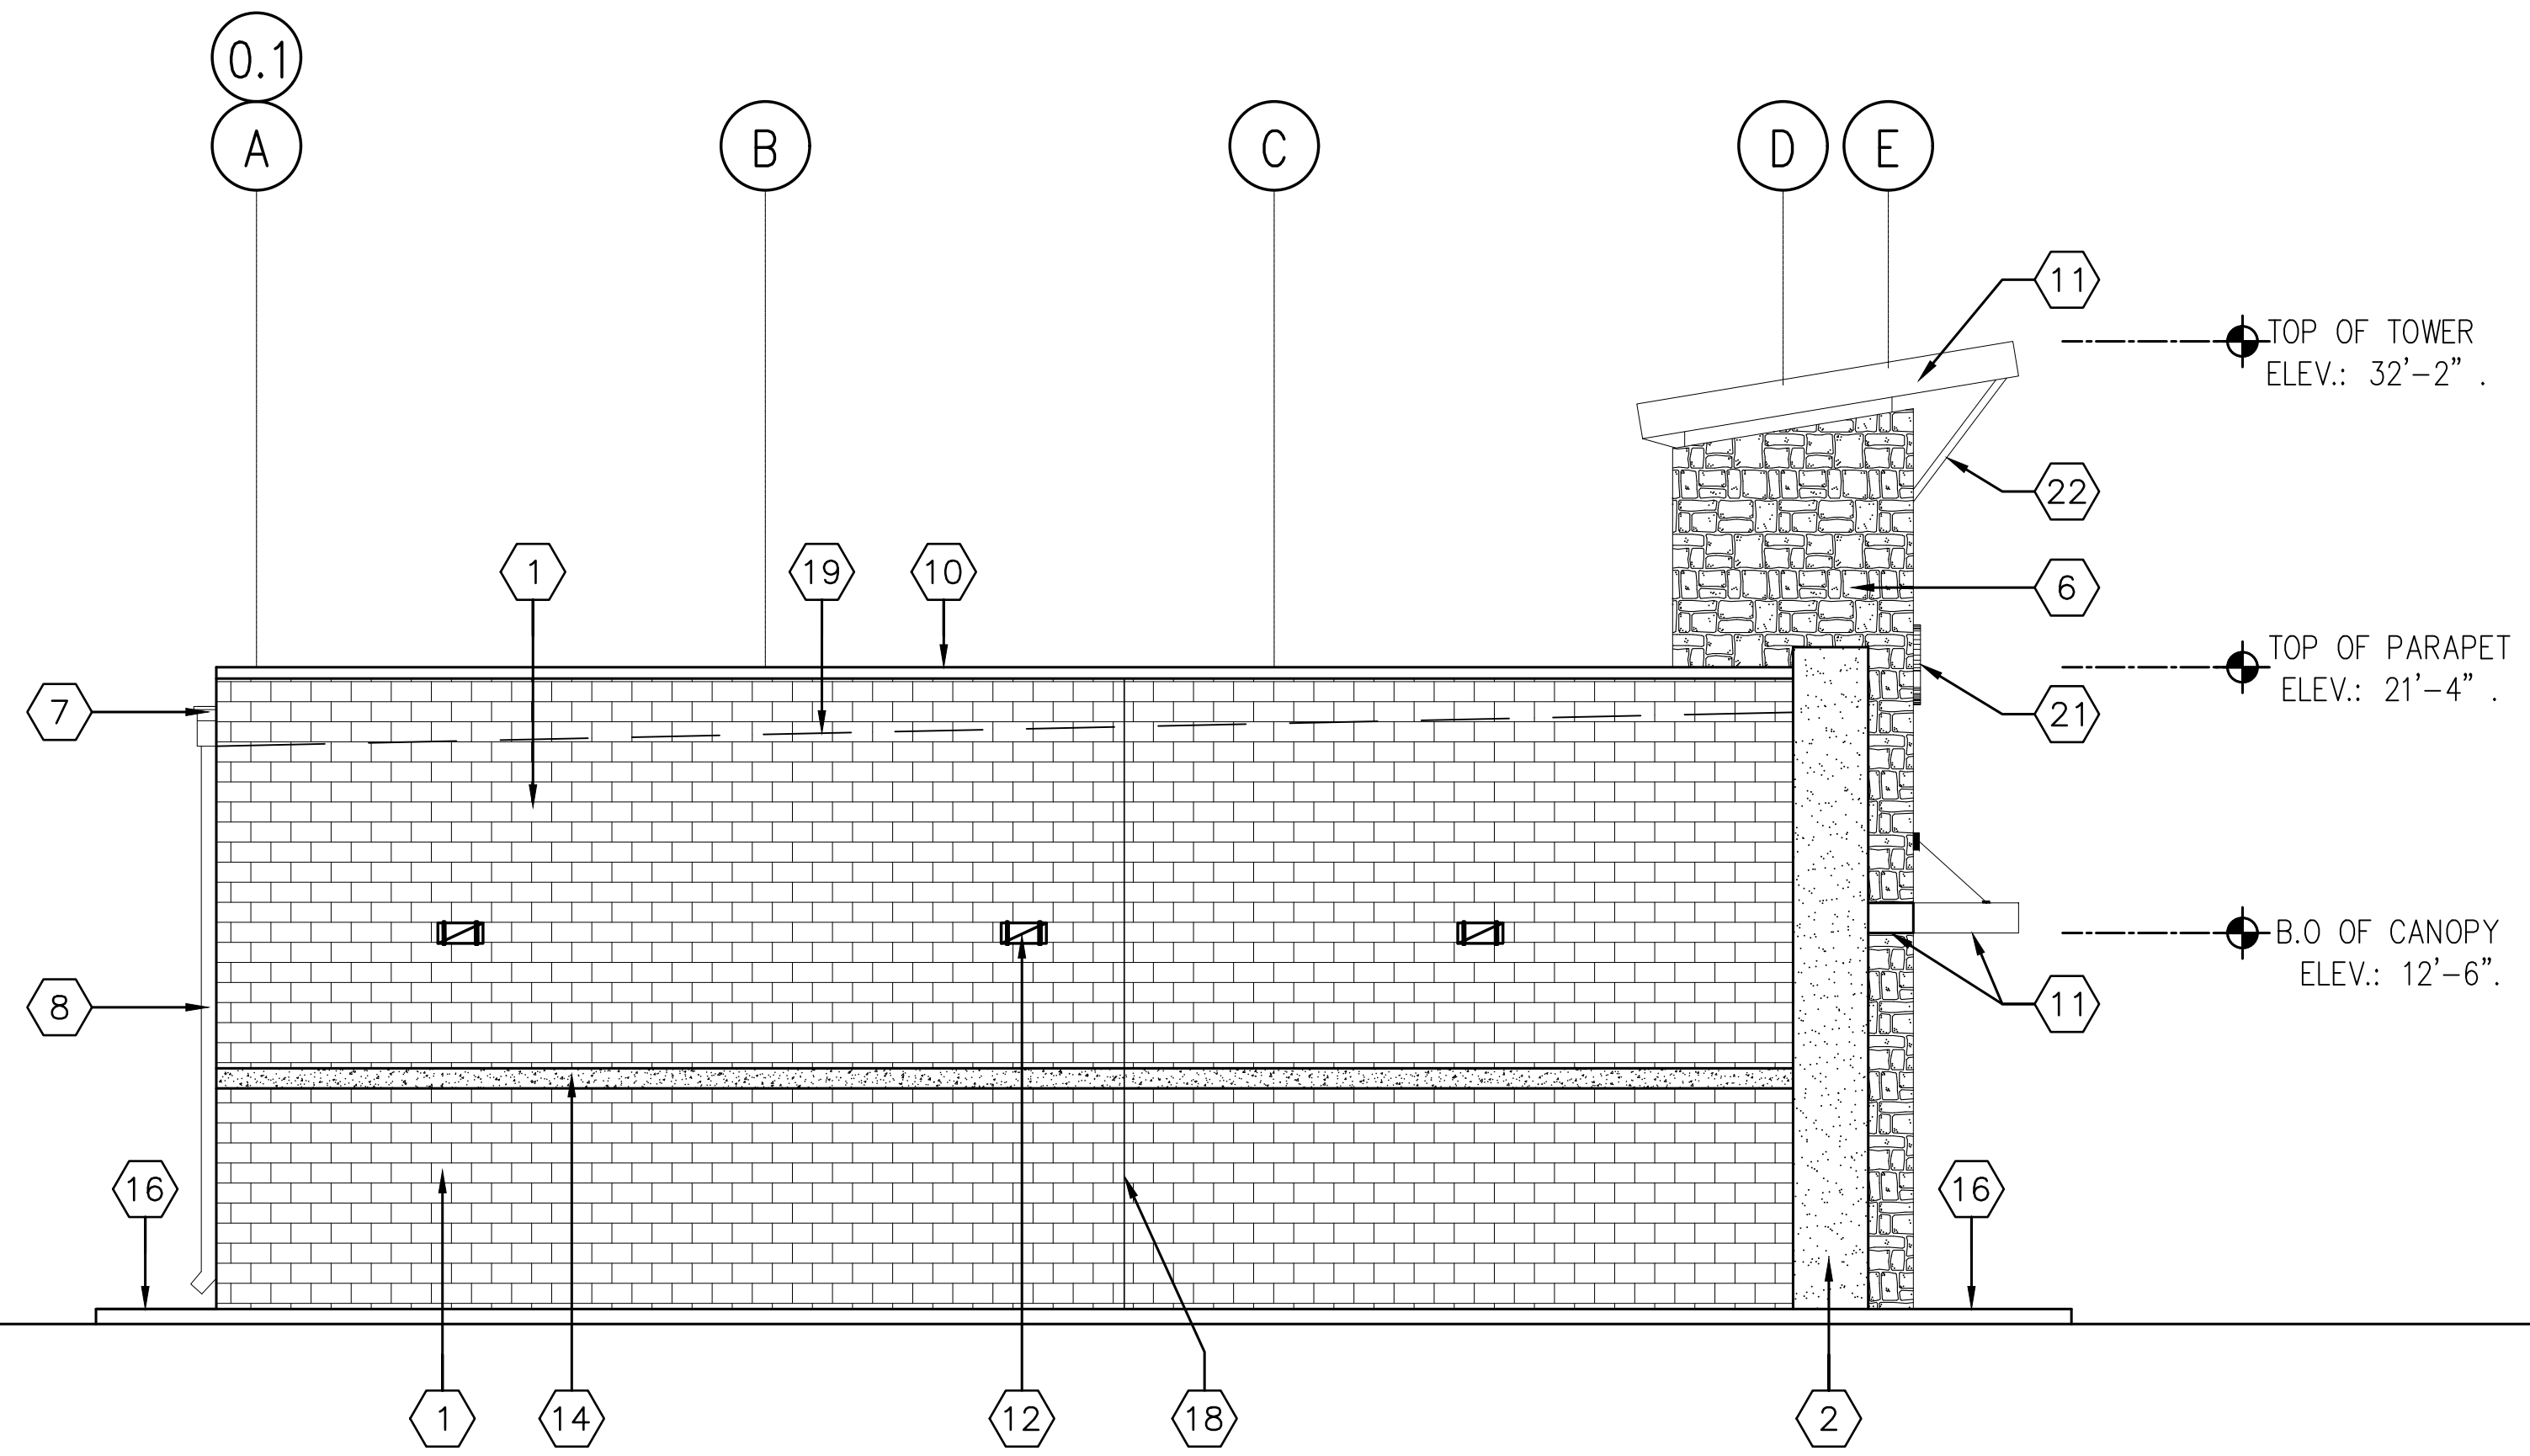 0.1
A
B
C
D
E
11
TOP OF TOWER
ELEV.: 32'–2" .
22
1
19
10
6
TOP OF PARAPET
ELEV.: 21'–4" .
7
21
B.O OF CANOPY
ELEV.: 12'–6".
8
11
16
16
1
14
12
18
2